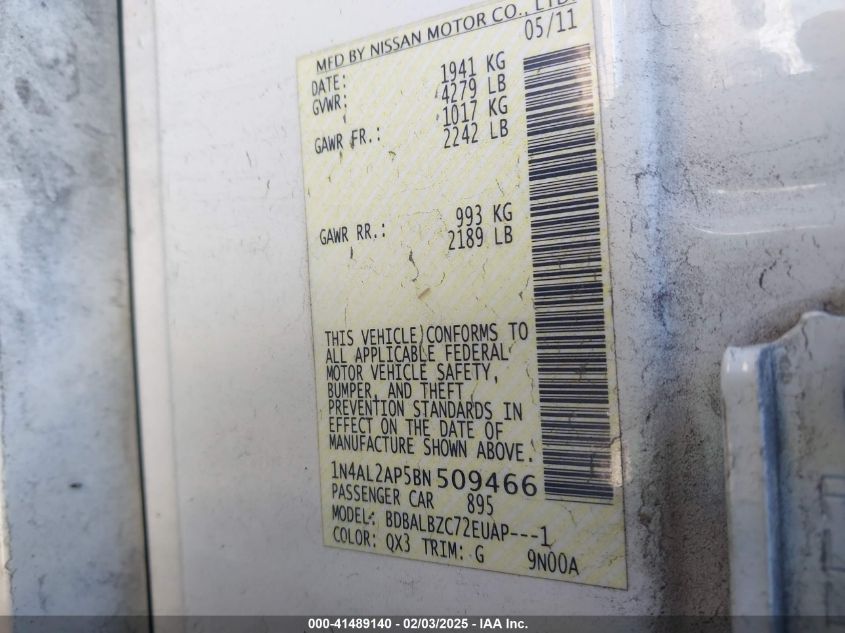 MFD BY NISSAN MOTOR CO., LTD.
DATE: 05/11
GVWR: 1941 KG
4279 LB
GAWR FR.: 1017 KG
2242 LB
GAWR RR.: 993 KG
2189 LB
THIS VEHICLE CONFORMS TO
ALL APPLICABLE FEDERAL
MOTOR VEHICLE SAFETY,
BUMPER, AND THEFT
PREVENTION STANDARDS IN
EFFECT ON THE DATE OF
MANUFACTURE SHOWN ABOVE.
1N4AL2AP5BN 509466
PASSENGER CAR 895
MODEL: BDBALBZC72EUAP---1
COLOR: QX3 TRIM: G 9N00A
000-41489140 - 02/03/2025 - IAA Inc.